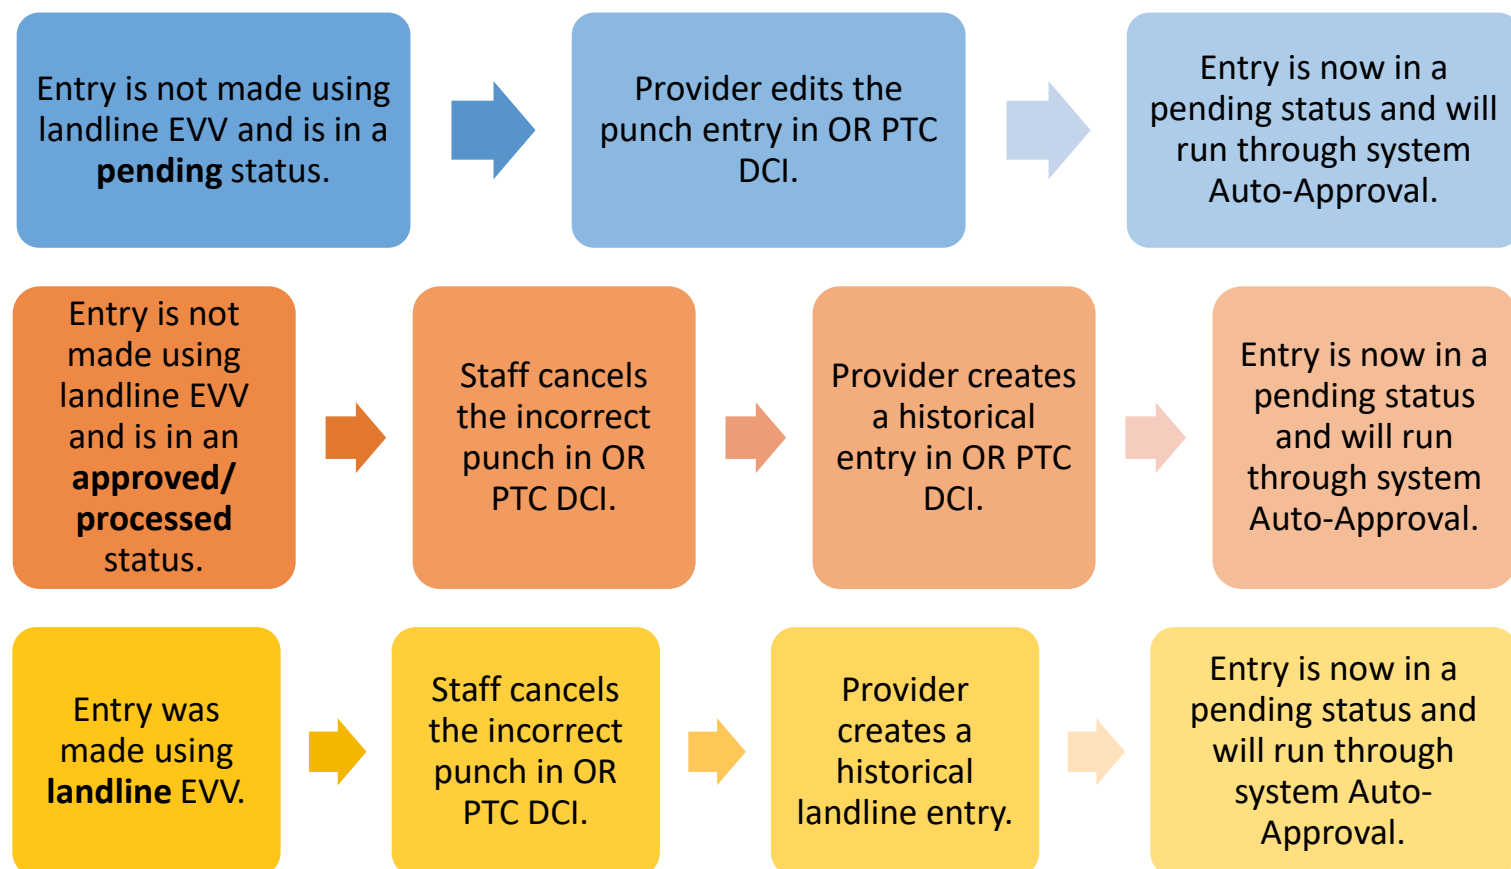 Entry is not made using
landline EVV and is in a
pending status.
Provider edits the
punch entry in OR PTC
DCI.
Entry is now in a
pending status and will
run through system
Auto-Approval.
Entry is not
made using
landline EVV
and is in an
approved/
processed
status.
Staff cancels
the incorrect
punch in OR
PTC DCI.
Provider creates
a historical
entry in OR PTC
DCI.
Entry is now in a
pending status
and will run
through system
Auto-Approval.
Entry was
made using
landline EVV.
Staff cancels
the incorrect
punch in OR
PTC DCI.
Provider
creates a
historical
landline entry.
Entry is now in a
pending status and
will run through
system Auto-
Approval.